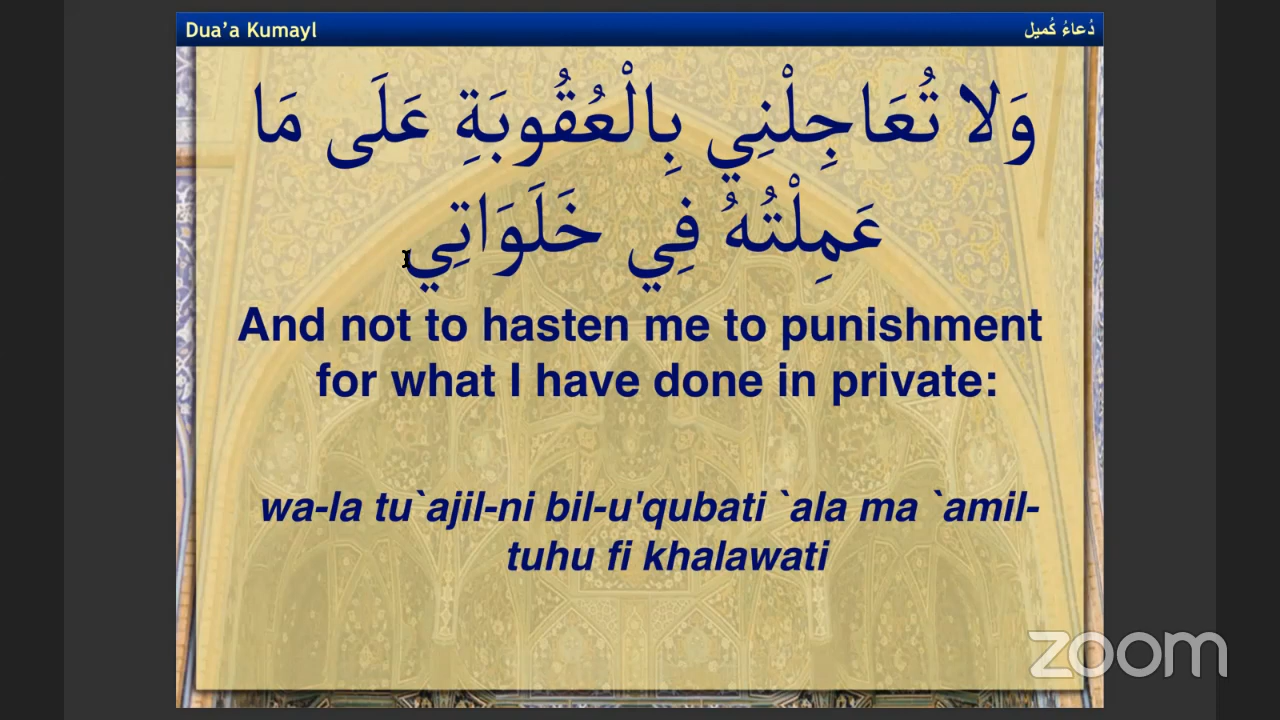 Dua’a Kumayl
دُعاءُ كُميل
وَلا تُعَاجِلْنِي بِالْعُقُوبَةِ عَلَى مَا
عَمِلْتُهُ فِي خَلَوَاتِي
And not to hasten me to punishment
for what I have done in private:
wa-la tu`ajil-ni bil-u'qubati `ala ma `amil-
tuhu fi khalawati
zoom